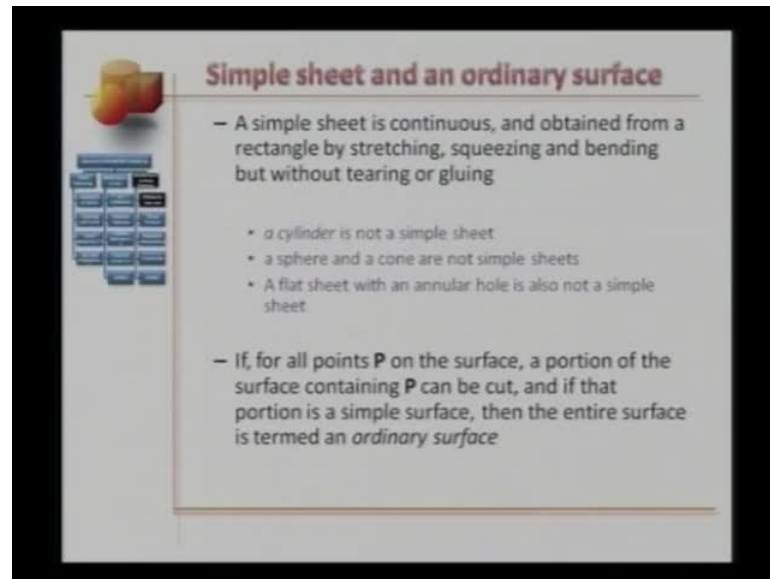 Simple sheet and an ordinary surface
– A simple sheet is continuous, and obtained from a
rectangle by stretching, squeezing and bending
but without tearing or gluing
• a cylinder is not a simple sheet
• a sphere and a cone are not simple sheets
• A flat sheet with an annular hole is also not a simple
sheet
– If, for all points P on the surface, a portion of the
surface containing P can be cut, and if that
portion is a simple surface, then the entire surface
is termed an ordinary surface